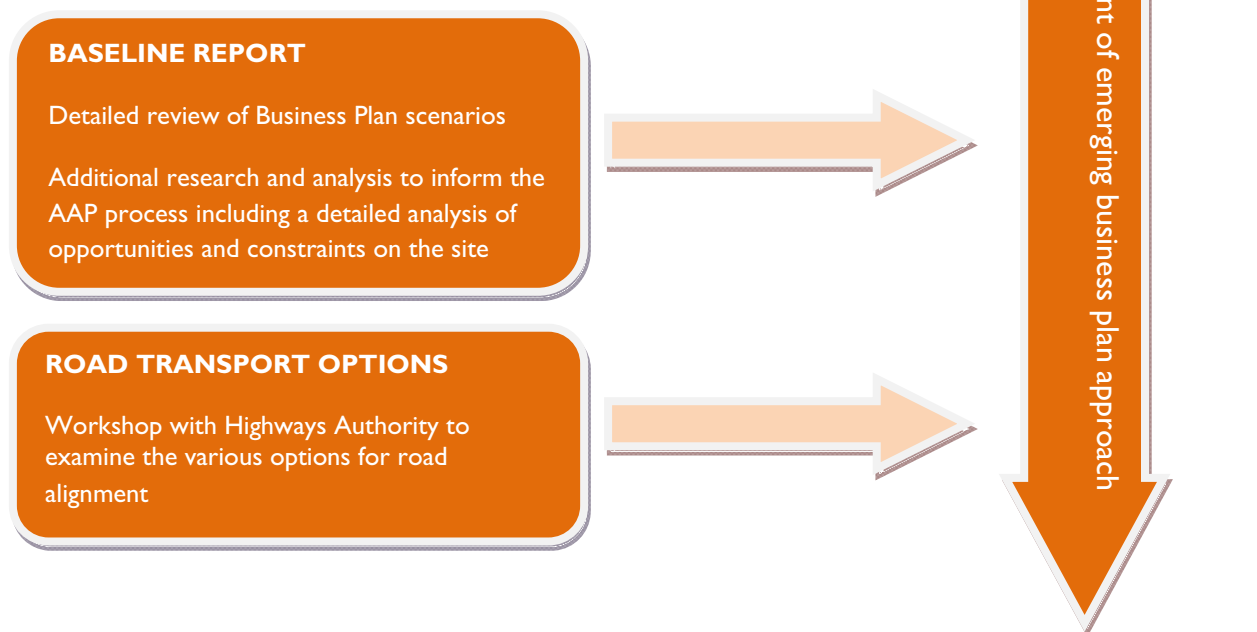 BASELINE REPORT
Detailed review of Business Plan scenarios
Additional research and analysis to inform the
AAP process including a detailed analysis of
opportunities and constraints on the site
ROAD TRANSPORT OPTIONS
Workshop with Highways Authority to
examine the various options for road
alignment
of emerging business plan approach